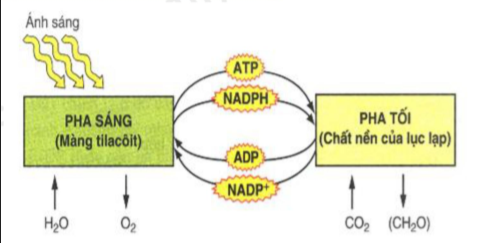 Ánh sáng
ATP
NADPH
PHA SÁNG
(Màng tilacôit)
PHA TỐI
(Chất nền của lục lạp)
ADP
NADP⁺
H₂O
O₂
CO₂
(CH₂O)